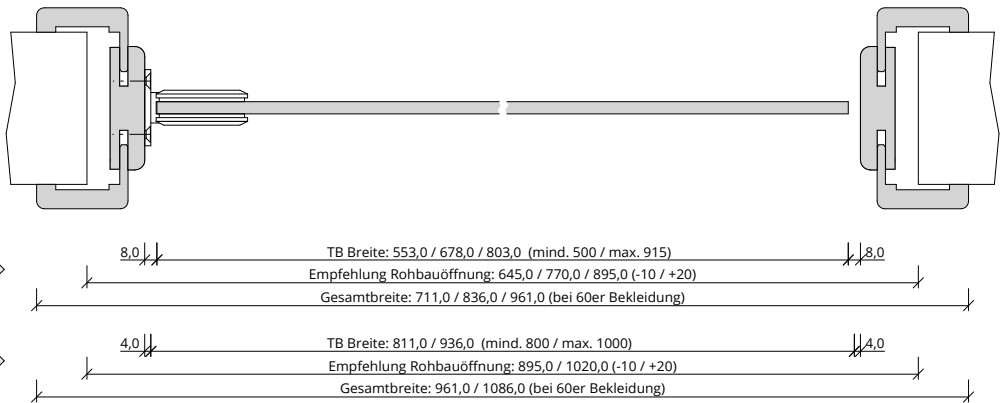 8,0 TB Breite: 553,0 / 678,0 / 803,0 (mind. 500 / max. 915) 8,0
Empfehlung Rohbauöffnung: 645,0 / 770,0 / 895,0 (-10 / +20)
Gesamtbreite: 711,0 / 836,0 / 961,0 (bei 60er Bekleidung)
4,0 TB Breite: 811,0 / 936,0 (mind. 800 / max. 1000) 4,0
Empfehlung Rohbauöffnung: 895,0 / 1020,0 (-10 / +20)
Gesamtbreite: 961,0 / 1086,0 (bei 60er Bekleidung)